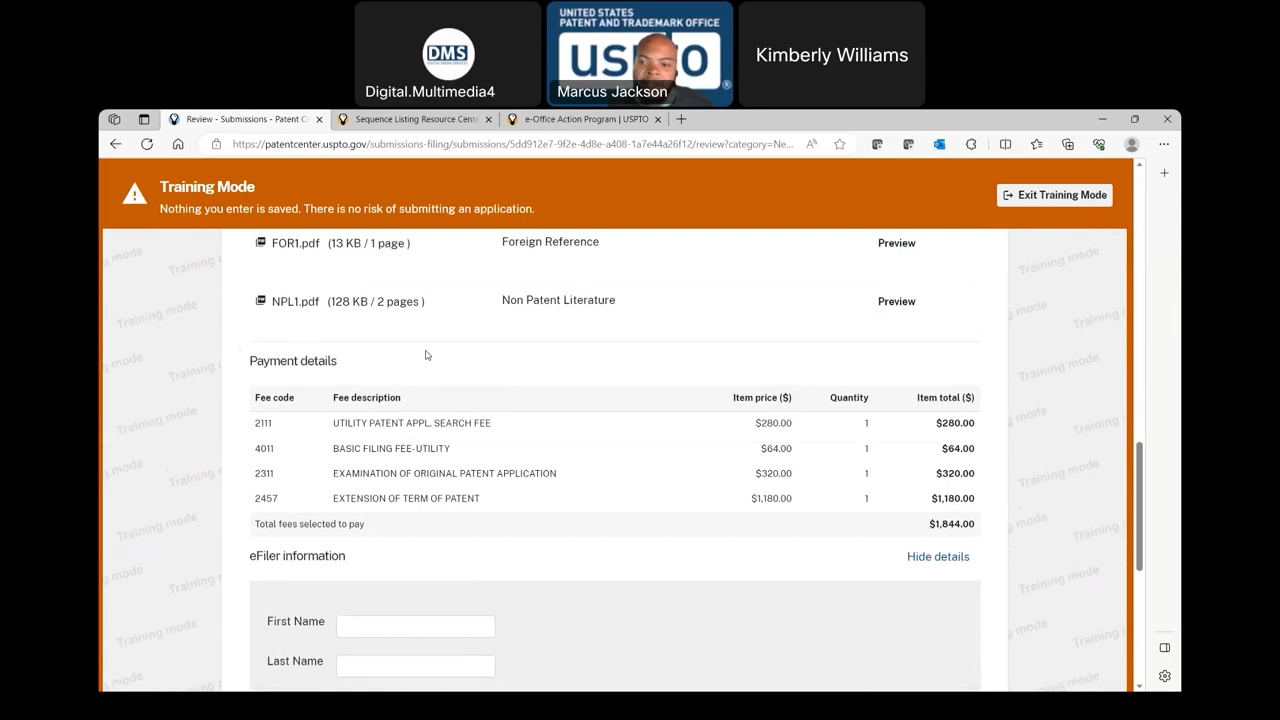 DMS
DIGITAL MEDIA SERVICES
Digital.Multimedia4
UNITED STATES
PATENT AND TRADEMARK OFFICE
Marcus Jackson
Kimberly Williams
Review - Submissions - Patent C
Sequence Listing Resource Cente
e-Office Action Program | USPTO
https://patentcenter.uspto.gov/submissions-filing/submissions/5dd912e7-9f2e-4d8e-a408-1a7e44a26f12/review?category=Ne...
Training Mode
Nothing you enter is saved. There is no risk of submitting an application.
Exit Training Mode
FOR1.pdf (13 KB / 1 page ) Foreign Reference Preview
NPL1.pdf (128 KB / 2 pages ) Non Patent Literature Preview
Payment details
Fee code Fee description Item price ($) Quantity Item total ($)
2111 UTILITY PATENT APPL. SEARCH FEE $280.00 1 $280.00
4011 BASIC FILING FEE-UTILITY $64.00 1 $64.00
2311 EXAMINATION OF ORIGINAL PATENT APPLICATION $320.00 1 $320.00
2457 EXTENSION OF TERM OF PATENT $1,180.00 1 $1,180.00
Total fees selected to pay $1,844.00
eFiler information Hide details
First Name
Last Name
Training mode